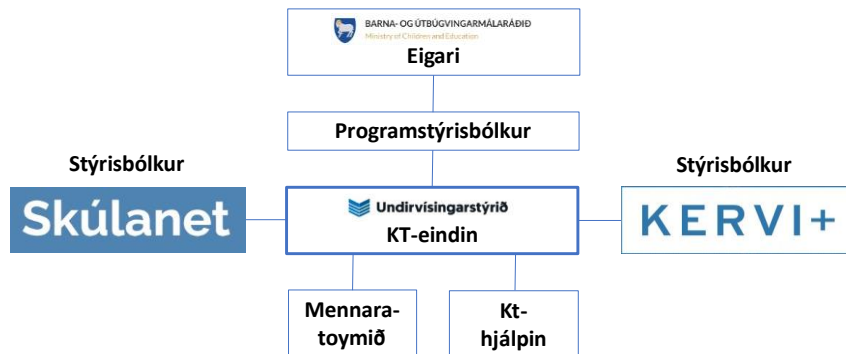 BARNA- OG ÚTBÚGVINGARMÁLARÁÐIÐ
Ministry of Children and Education
Eigari
Programstýrisbólkur
Stýrisbólkur
Skúlanet
Undirvísingarstýrið
KT-eindin
Stýrisbólkur
KERVI+
Mennara-
toymið
Kt-
hjálpin